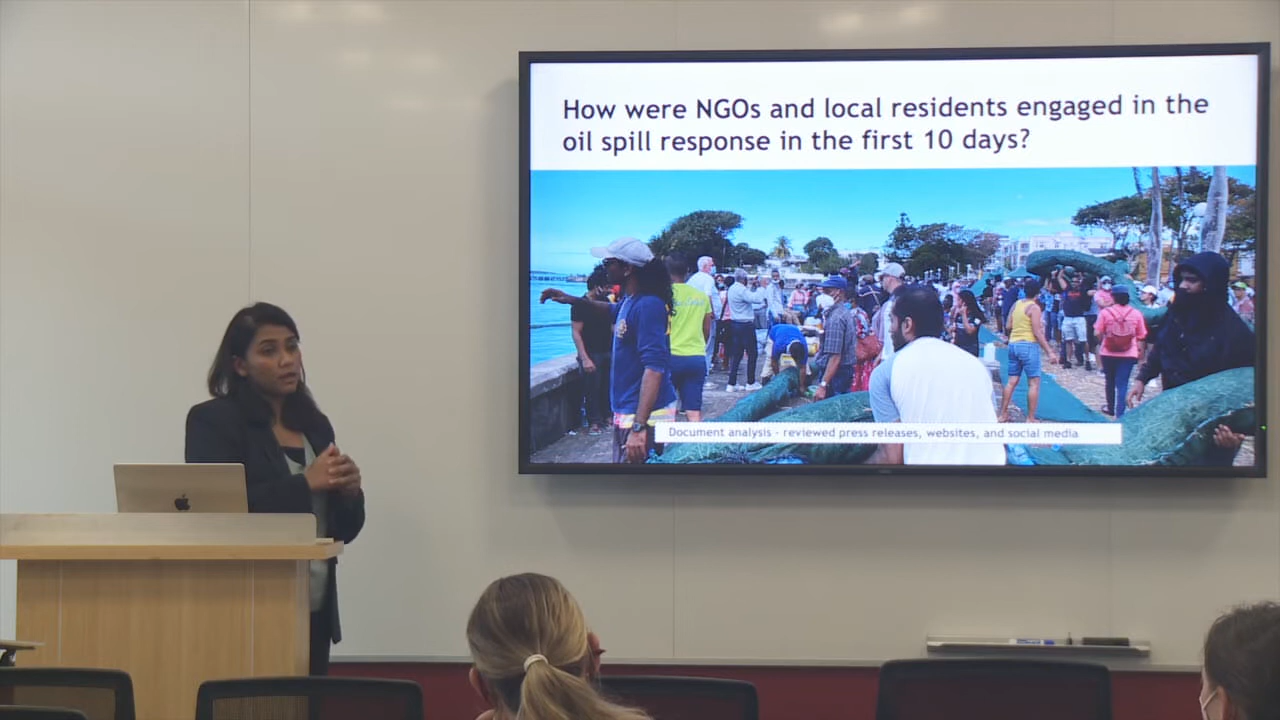 How were NGOs and local residents engaged in the
oil spill response in the first 10 days?
Document analysis - reviewed press releases, websites, and social media